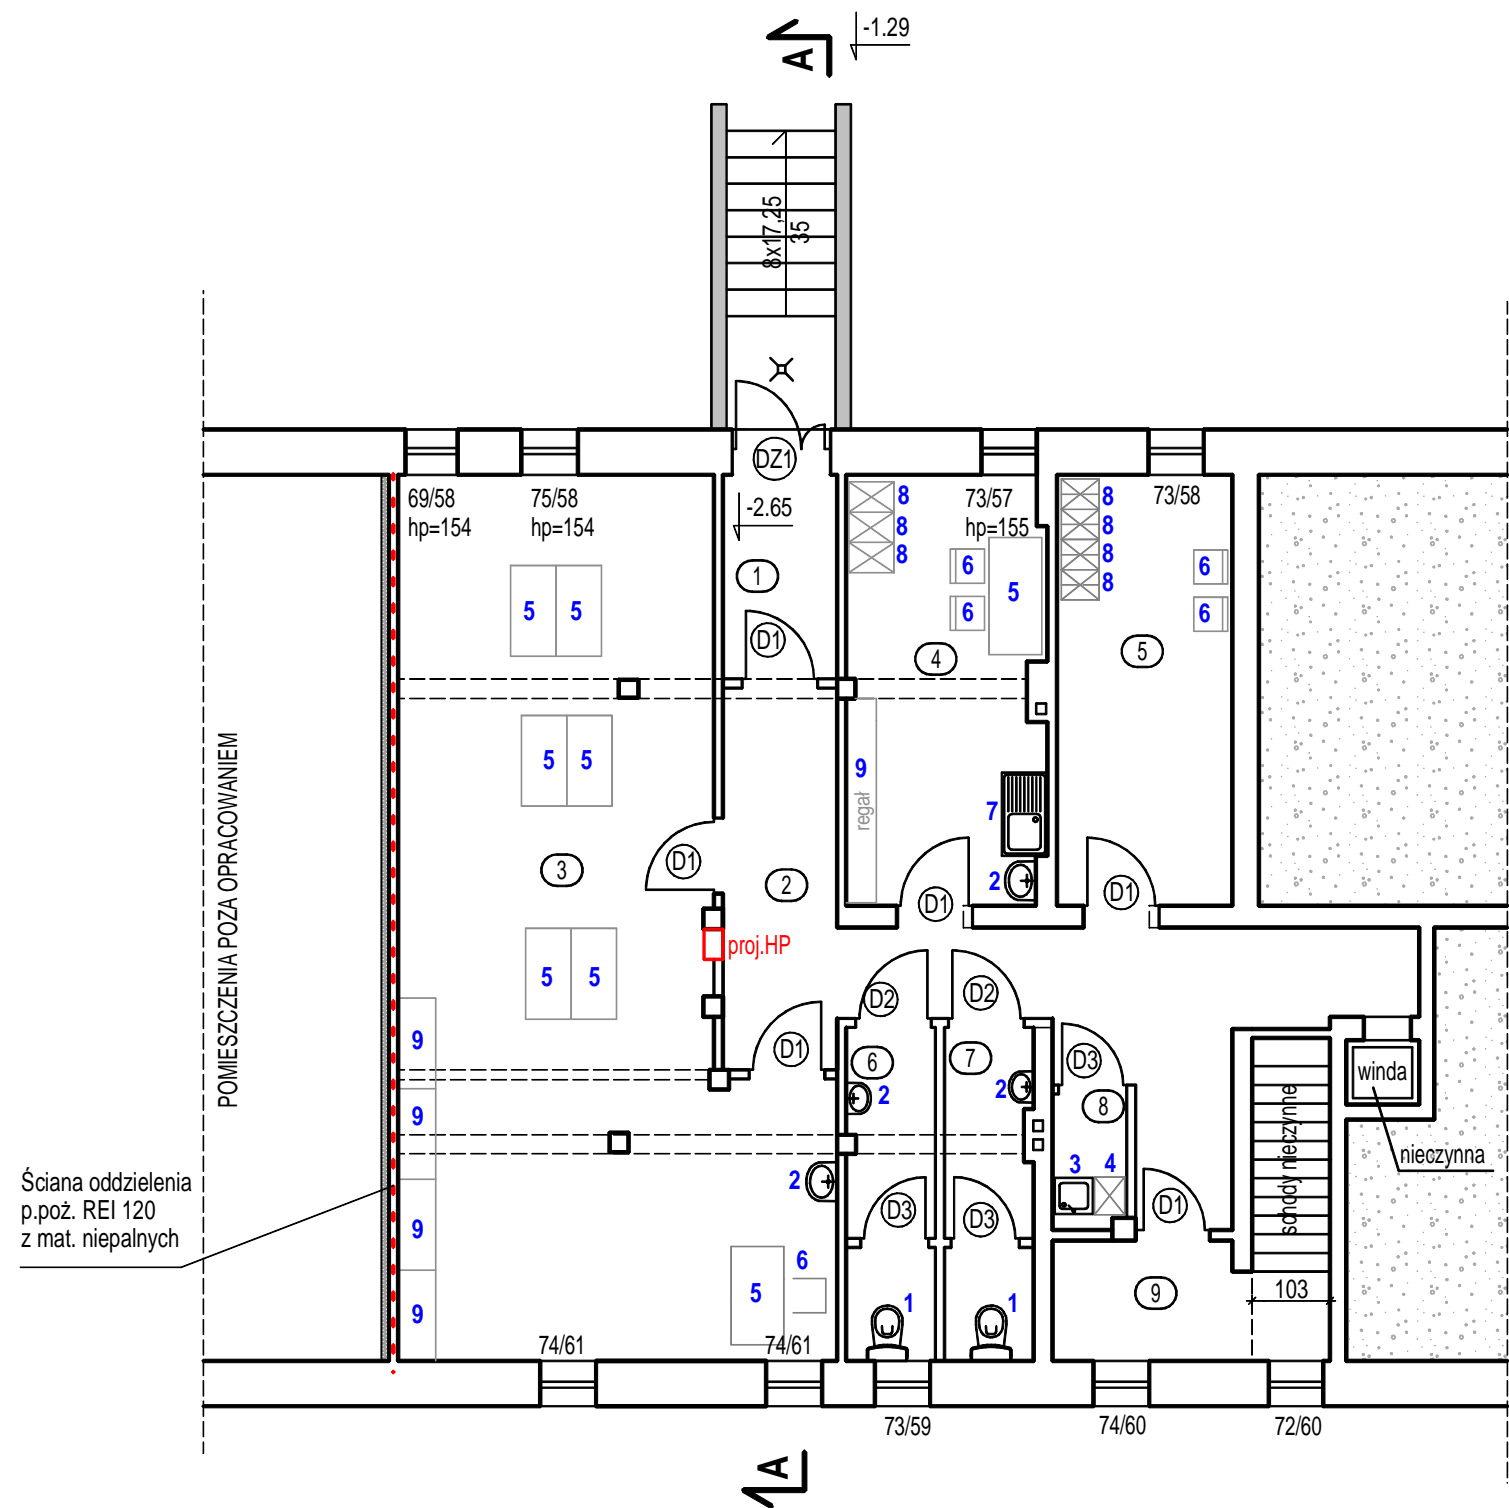 A
-1.29
8x17,25
35
DZ1
69/58
hp=154
75/58
hp=154
-2.65
73/57
hp=155
73/58
8
8
8
8
8
8
8
1
6
6
5
6
6
5 5
D1
4
5
5 5
9
regał
7
POMIESZCZENIA POZA OPRACOWANIEM
3
D1
2
2
D1
D1
proj.HP
5 5
D2
D2
9
D1
6
7
D3
winda
2
2
8
9
nieczynna
schody nieczynne
Ściana oddzielenia
p.poż. REI 120
z mat. niepalnych
2
3
4
D3
D3
D1
9
6
5
1
1
9
103
9
74/61
74/61
73/59
74/60
72/60
A